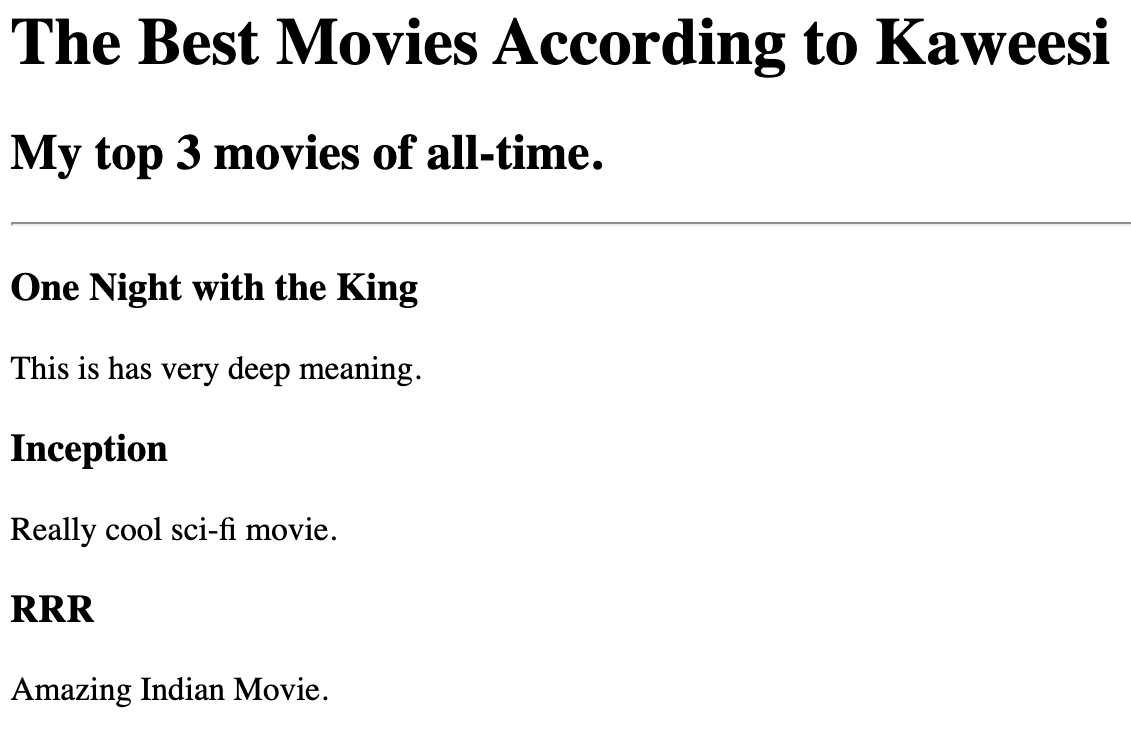 The Best Movies According to Kaweesi
My top 3 movies of all-time.
One Night with the King
This is has very deep meaning.
Inception
Really cool sci-fi movie.
RRR
Amazing Indian Movie.